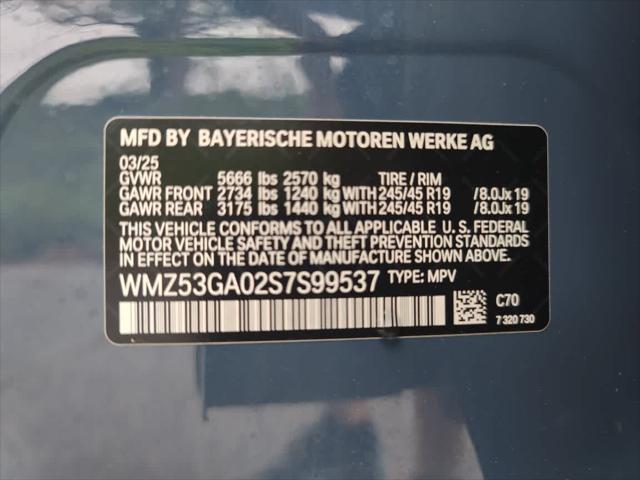 MFD BY BAYERISCHE MOTOREN WERKE AG
03/25
GVWR 5666 lbs 2570 kg TIRE / RIM
GAWR FRONT 2734 lbs 1240 kg WITH 245/45 R19 /8.0Jx19
GAWR REAR 3175 lbs 1440 kg WITH 245/45 R19 /8.0Jx19
THIS VEHICLE CONFORMS TO ALL APPLICABLE U.S. FEDERAL
MOTOR VEHICLE SAFETY AND THEFT PREVENTION STANDARDS
IN EFFECT ON THE DATE OF MANUFACTURE SHOWN ABOVE.
WMZ53GA02S7S99537 TYPE: MPV
C70
7 320 730